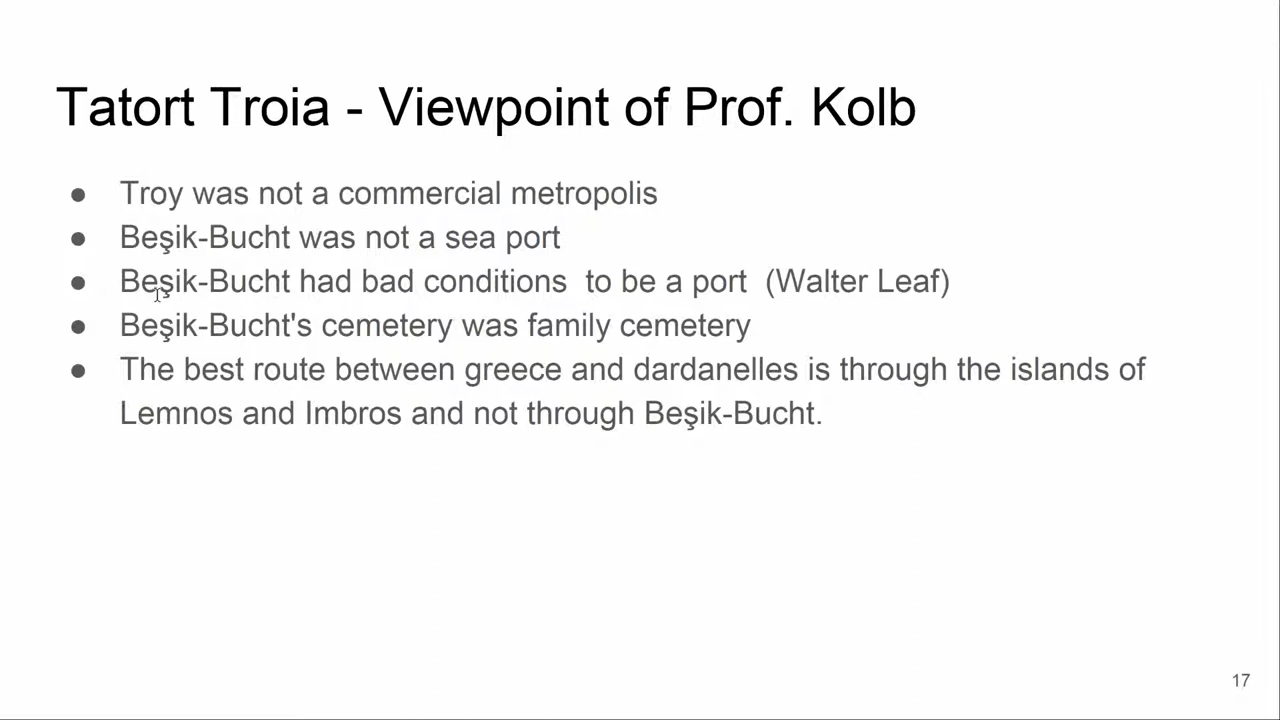 Tatort Troia - Viewpoint of Prof. Kolb
● Troy was not a commercial metropolis
● Beşik-Bucht was not a sea port
● Beşik-Bucht had bad conditions  to be a port  (Walter Leaf)
● Beşik-Bucht's cemetery was family cemetery
● The best route between greece and dardanelles is through the islands of
Lemnos and Imbros and not through Beşik-Bucht.
17